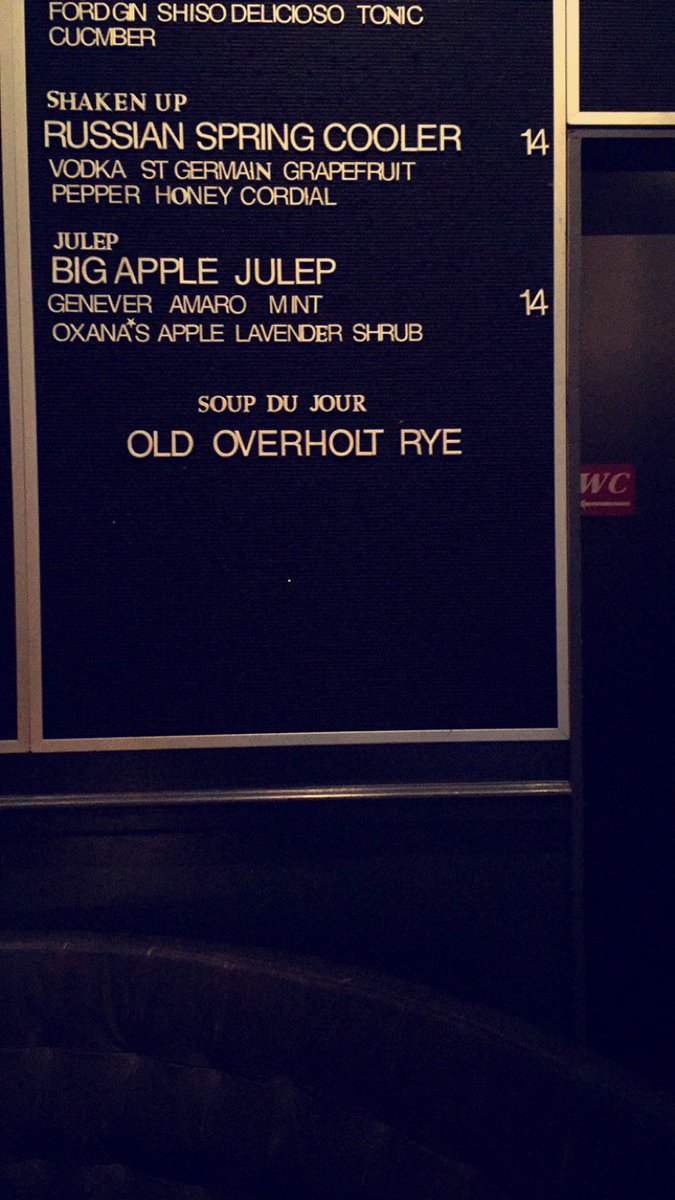 FORD GIN SHISO DELICIOSO TONIC
CUCMBER
SHAKEN UP
RUSSIAN SPRING COOLER 14
VODKA ST GERMAIN GRAPEFRUIT
PEPPER HONEY CORDIAL
JULEP
BIG APPLE JULEP
GENEVER AMARO MINT 14
OXANA'S APPLE LAVENDER SHRUB
SOUP DU JOUR
OLD OVERHOLT RYE
WC